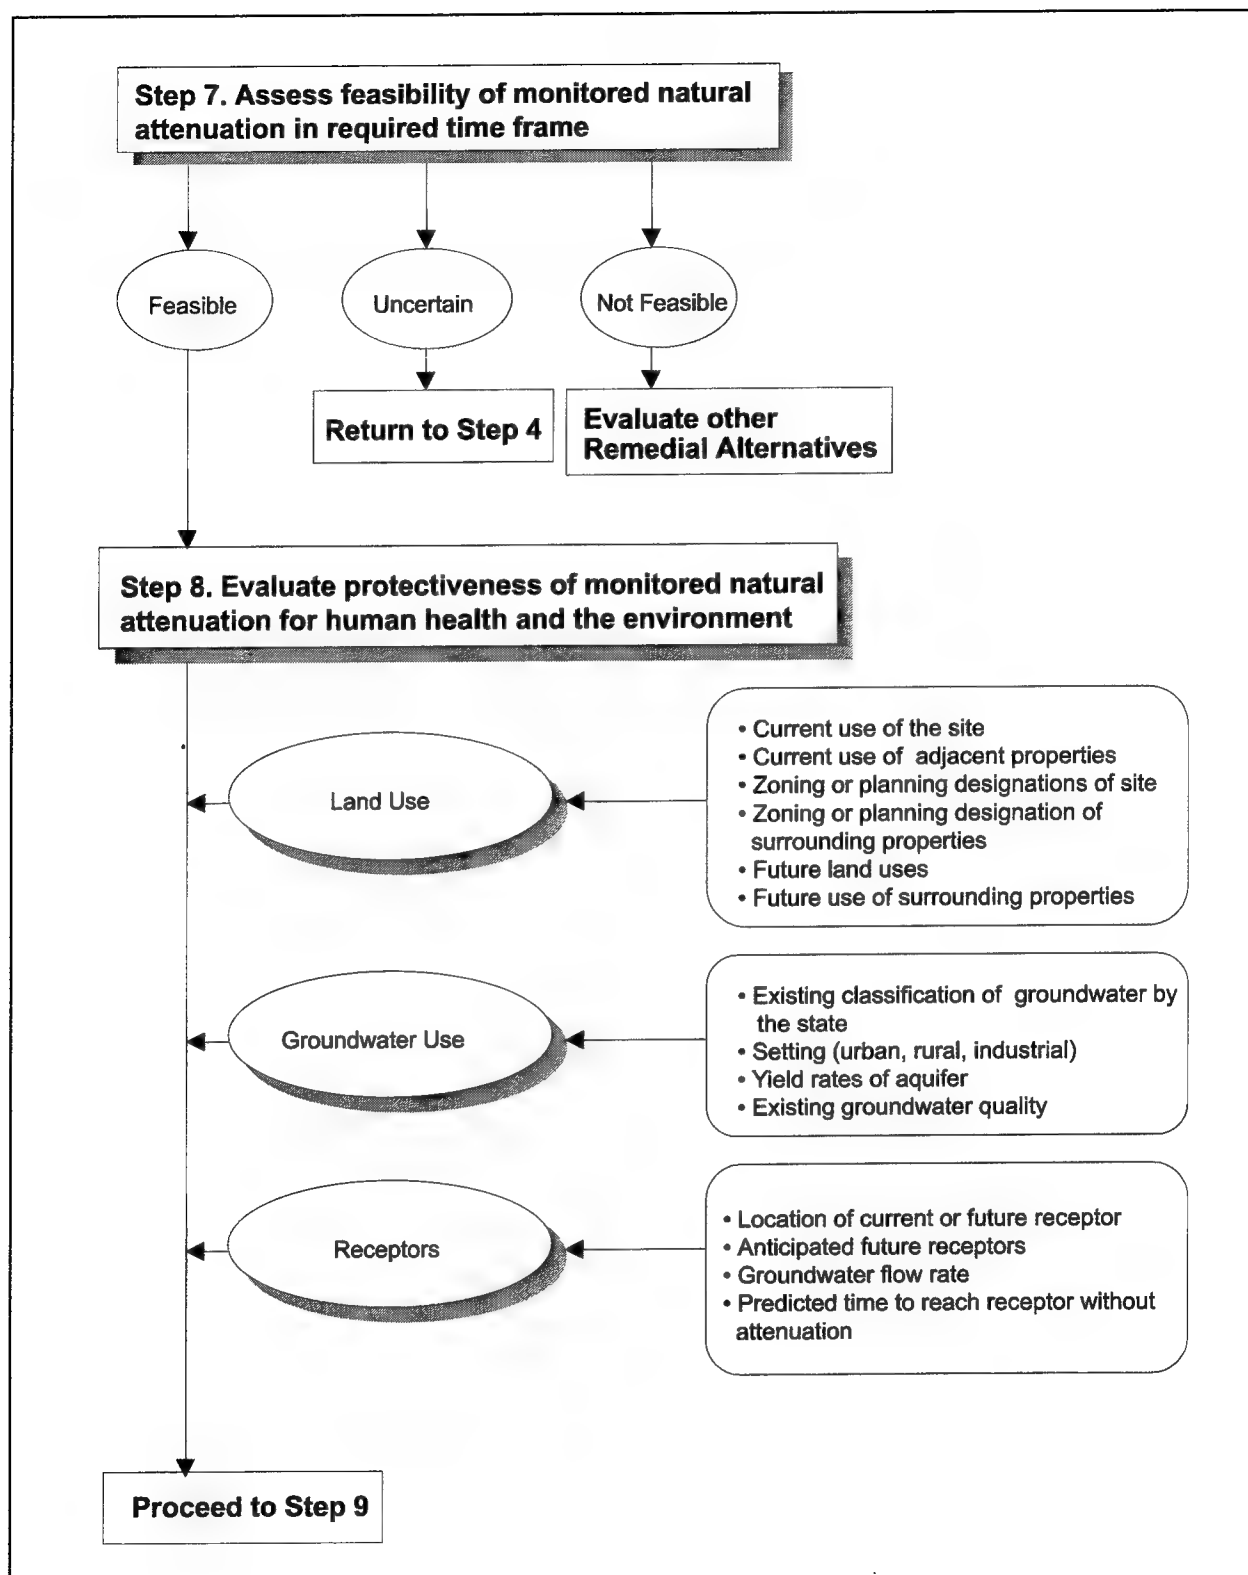 Step 7. Assess feasibility of monitored natural
attenuation in required time frame
Feasible
Uncertain
Not Feasible
Return to Step 4
Evaluate other
Remedial Alternatives
Step 8. Evaluate protectiveness of monitored natural
attenuation for human health and the environment
Land Use
• Current use of the site
• Current use of adjacent properties
• Zoning or planning designations of site
• Zoning or planning designation of
surrounding properties
• Future land uses
• Future use of surrounding properties
Groundwater Use
• Existing classification of groundwater by
the state
• Setting (urban, rural, industrial)
• Yield rates of aquifer
• Existing groundwater quality
Receptors
• Location of current or future receptor
• Anticipated future receptors
• Groundwater flow rate
• Predicted time to reach receptor without
attenuation
Proceed to Step 9